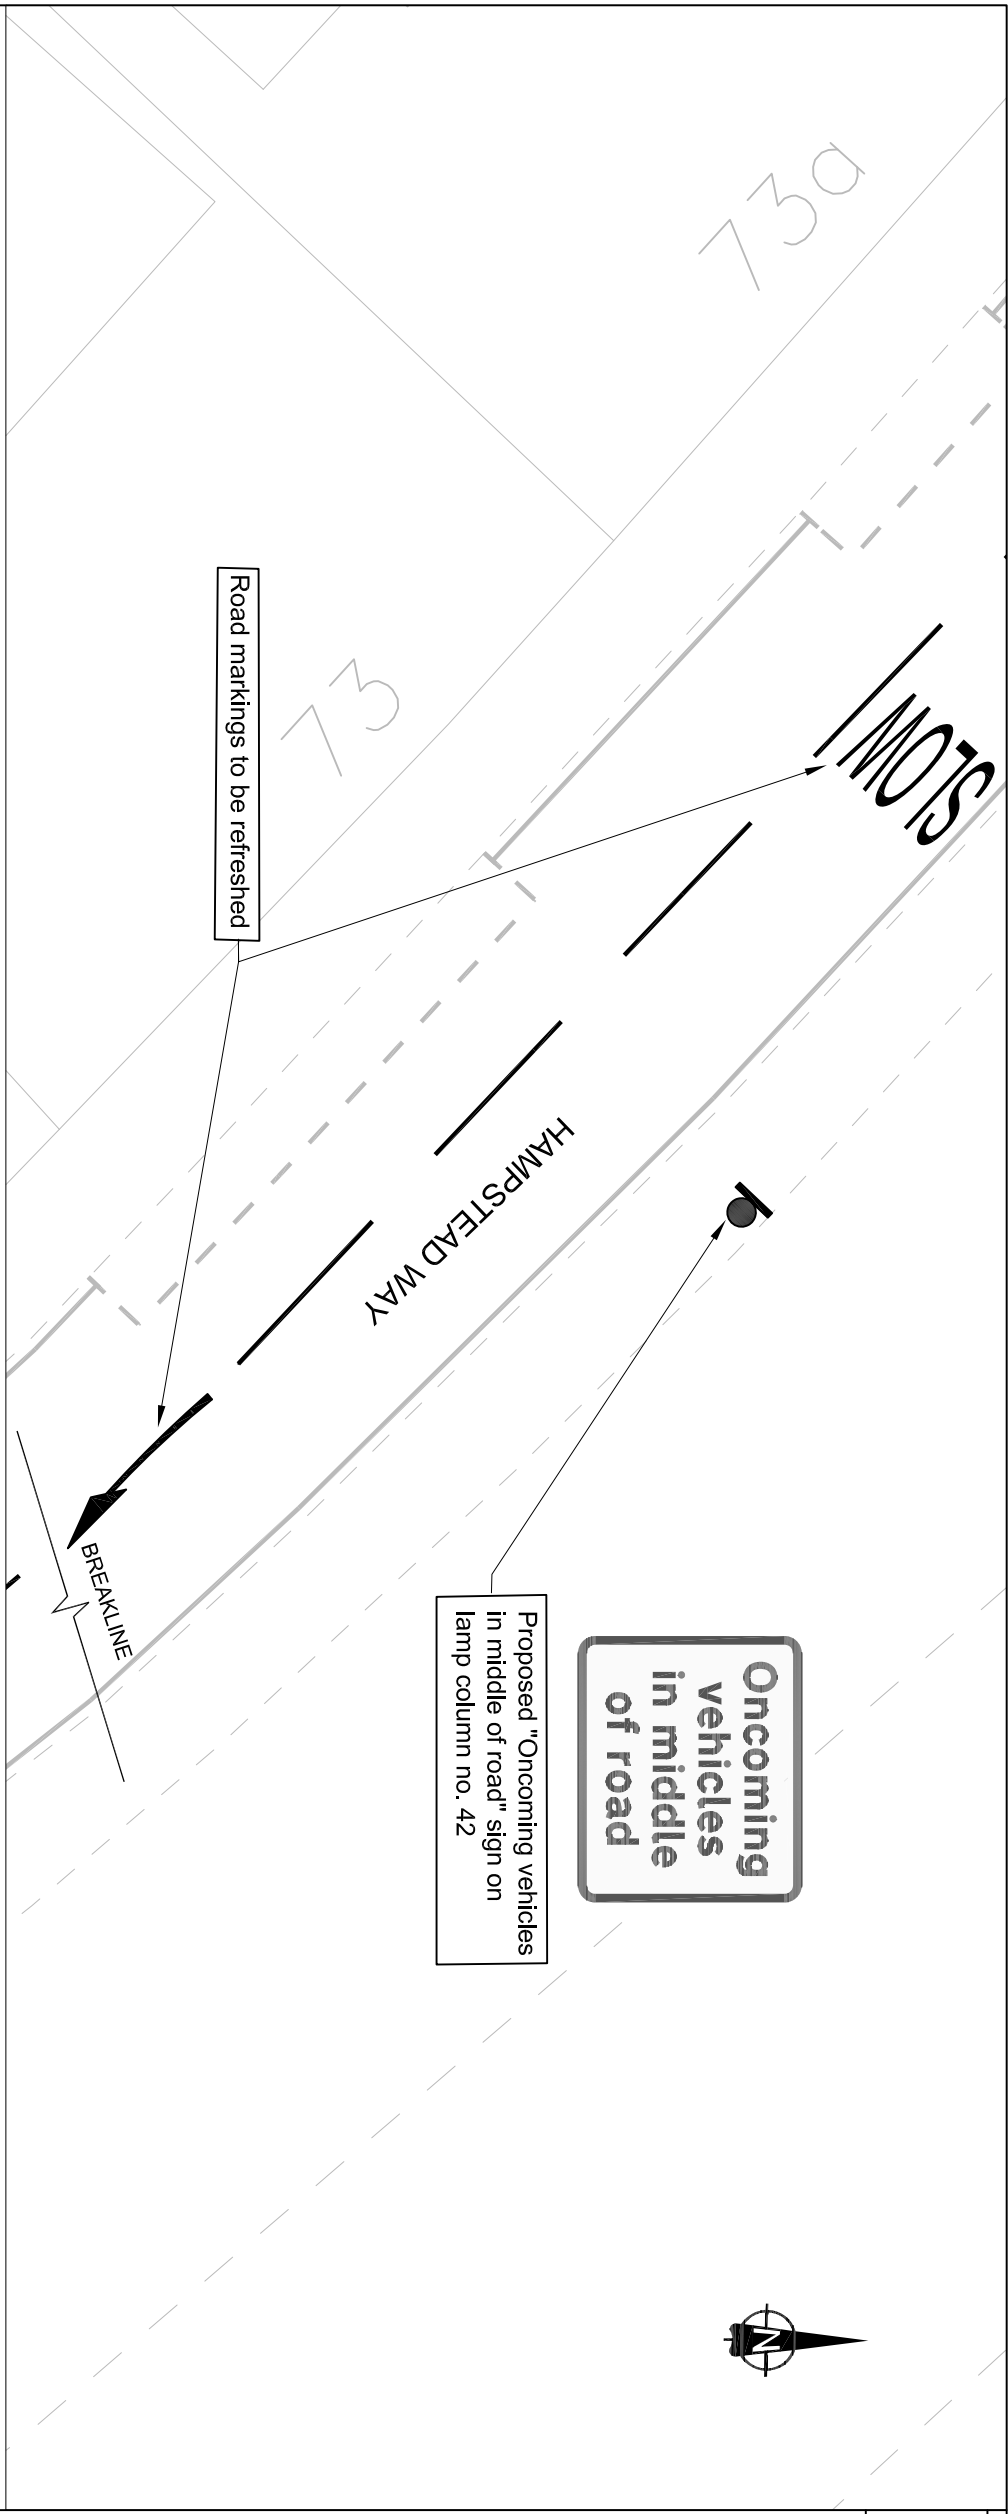 73a
SLOW
73
Road markings to be refreshed
HAMPSTEAD WAY
BREAKLINE
Proposed "Oncoming vehicles
in middle of road" sign on
lamp column no. 42
Oncoming
vehicles
in middle
of road
N